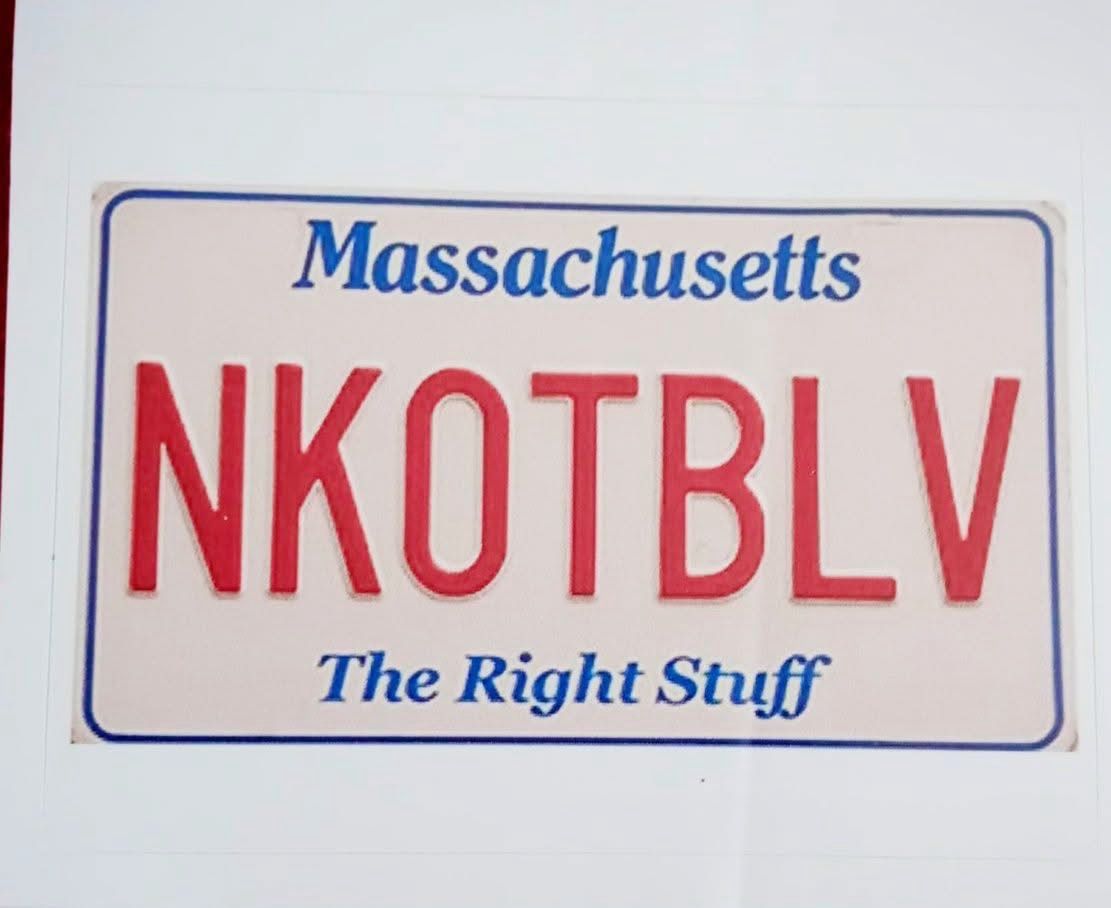 Massachusetts
NKOTBLV
The Right Stuff